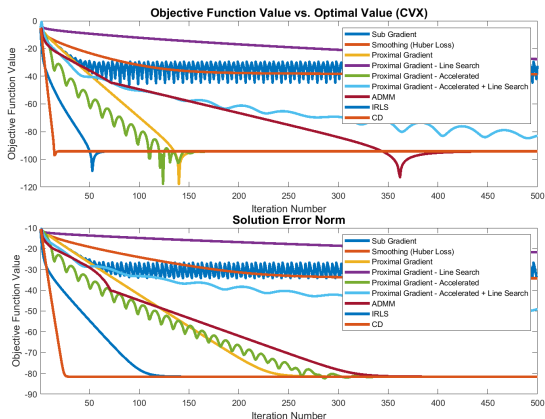 Objective Function Value vs. Optimal Value (CVX)
0
-20
-40
-60
-80
-100
-120
Objective Function Value
50
100
150
200
250
300
350
400
450
500
Iteration Number
Sub Gradient
Smoothing (Huber Loss)
Proximal Gradient
Proximal Gradient - Line Search
Proximal Gradient - Accelerated
Proximal Gradient - Accelerated + Line Search
ADMM
IRLS
CD
Solution Error Norm
-10
-20
-30
-40
-50
-60
-70
-80
-90
Objective Function Value
50
100
150
200
250
300
350
400
450
500
Iteration Number
Sub Gradient
Smoothing (Huber Loss)
Proximal Gradient
Proximal Gradient - Line Search
Proximal Gradient - Accelerated
Proximal Gradient - Accelerated + Line Search
ADMM
IRLS
CD